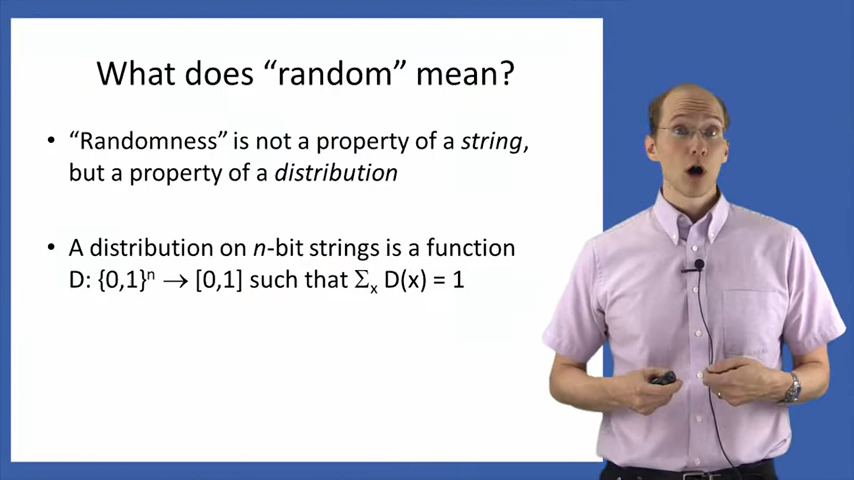 What does “random” mean?
• “Randomness” is not a property of a string,
but a property of a distribution
• A distribution on n-bit strings is a function
D: {0,1}ⁿ → [0,1] such that Σₓ D(x) = 1